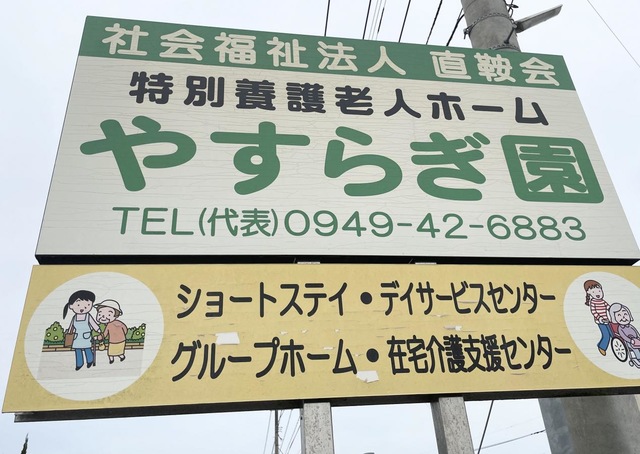 社会福祉法人 直鞍会
特別養護老人ホーム
やすらぎ園
TEL(代表)0949-42-6883
ショートステイ・デイサービスセンター
グループホーム・在宅介護支援センター